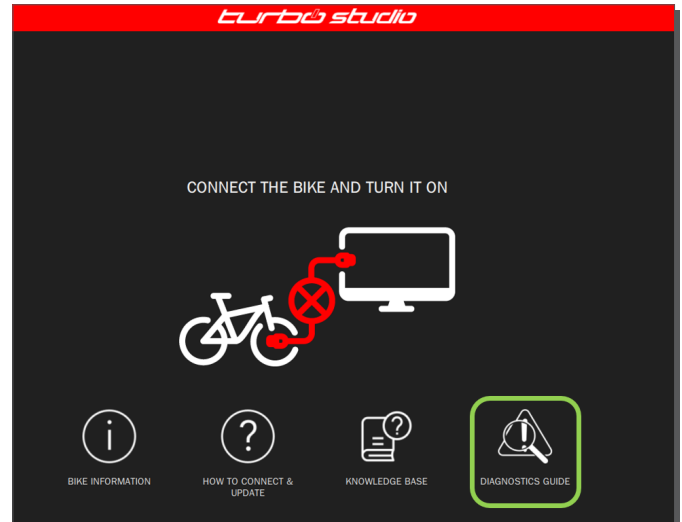 turbo studio
CONNECT THE BIKE AND TURN IT ON
BIKE INFORMATION
HOW TO CONNECT &
UPDATE
KNOWLEDGE BASE
DIAGNOSTICS GUIDE